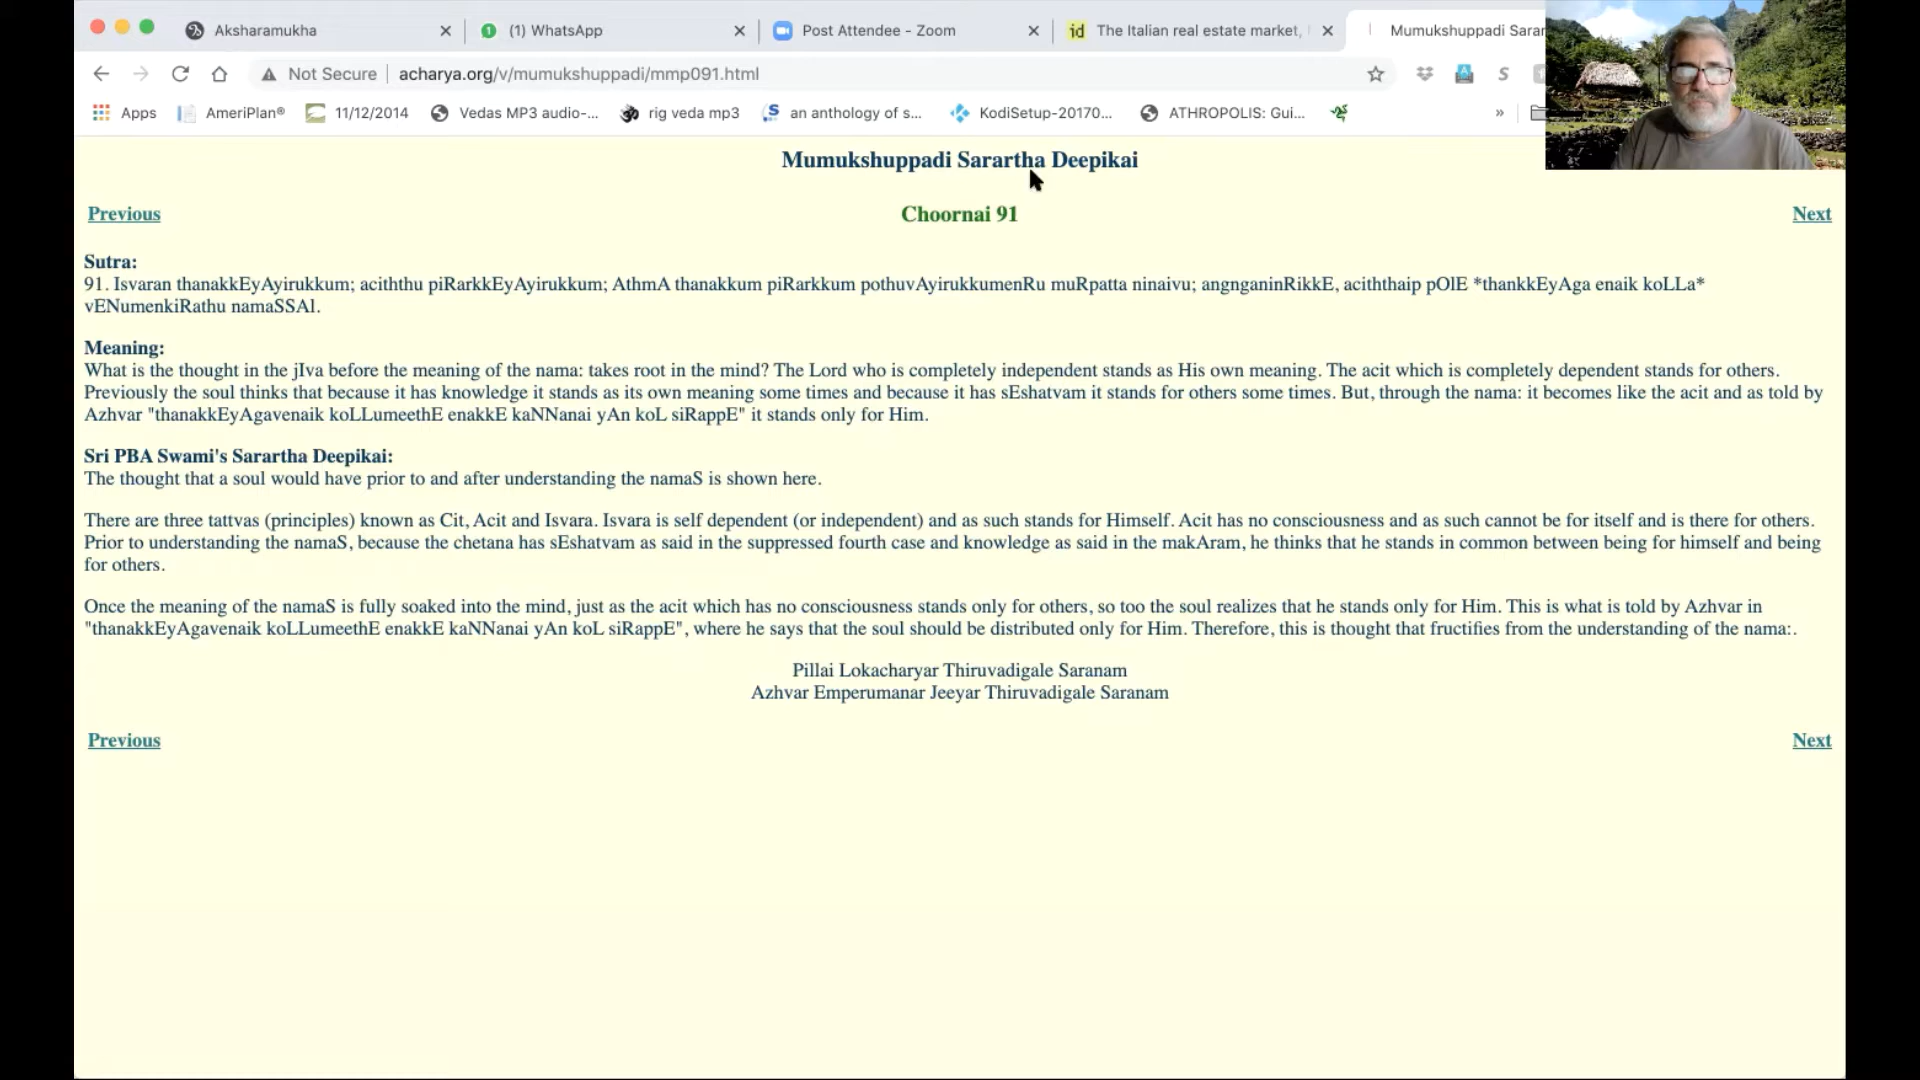 Aksharamukha
(1) WhatsApp
Post Attendee - Zoom
id The Italian real estate market,
Mumukshuppadi Sarar
Not Secure
acharya.org/v/mumukshuppadi/mmp091.html
S
Apps
AmeriPlan®
11/12/2014
Vedas MP3 audio-...
rig veda mp3
an anthology of s...
KodiSetup-20170...
ATHROPOLIS: Gui...
»
Mumukshuppadi Sarartha Deepikai
Previous
Choornai 91
Next
Sutra:
91. Isvaran thanakkEyAyirukkum; aciththu piRarkkEyAyirukkum; AthmA thanakkum piRarkkum pothuvAyirukkumenRu muRpatta ninaivu; angnganinRikkE, aciththaip pOlE *thankkEyAga enaik koLLa*
vENumenkiRathu namaSSAl.
Meaning:
What is the thought in the jIva before the meaning of the nama: takes root in the mind? The Lord who is completely independent stands as His own meaning. The acit which is completely dependent stands for others.
Previously the soul thinks that because it has knowledge it stands as its own meaning some times and because it has sEshatvam it stands for others some times. But, through the nama: it becomes like the acit and as told by
Azhvar "thanakkEyAgavenaik koLLumeethE enakkE kaNNanai yAn koL siRappE" it stands only for Him.
Sri PBA Swami's Sarartha Deepikai:
The thought that a soul would have prior to and after understanding the namaS is shown here.
There are three tattvas (principles) known as Cit, Acit and Isvara. Isvara is self dependent (or independent) and as such stands for Himself. Acit has no consciousness and as such cannot be for itself and is there for others.
Prior to understanding the namaS, because the chetana has sEshatvam as said in the suppressed fourth case and knowledge as said in the makAram, he thinks that he stands in common between being for himself and being
for others.
Once the meaning of the namaS is fully soaked into the mind, just as the acit which has no consciousness stands only for others, so too the soul realizes that he stands only for Him. This is what is told by Azhvar in
"thanakkEyAgavenaik koLLumeethE enakkE kaNNanai yAn koL siRappE", where he says that the soul should be distributed only for Him. Therefore, this is thought that fructifies from the understanding of the nama:.
Pillai Lokacharyar Thiruvadigale Saranam
Azhvar Emperumanar Jeeyar Thiruvadigale Saranam
Previous
Next